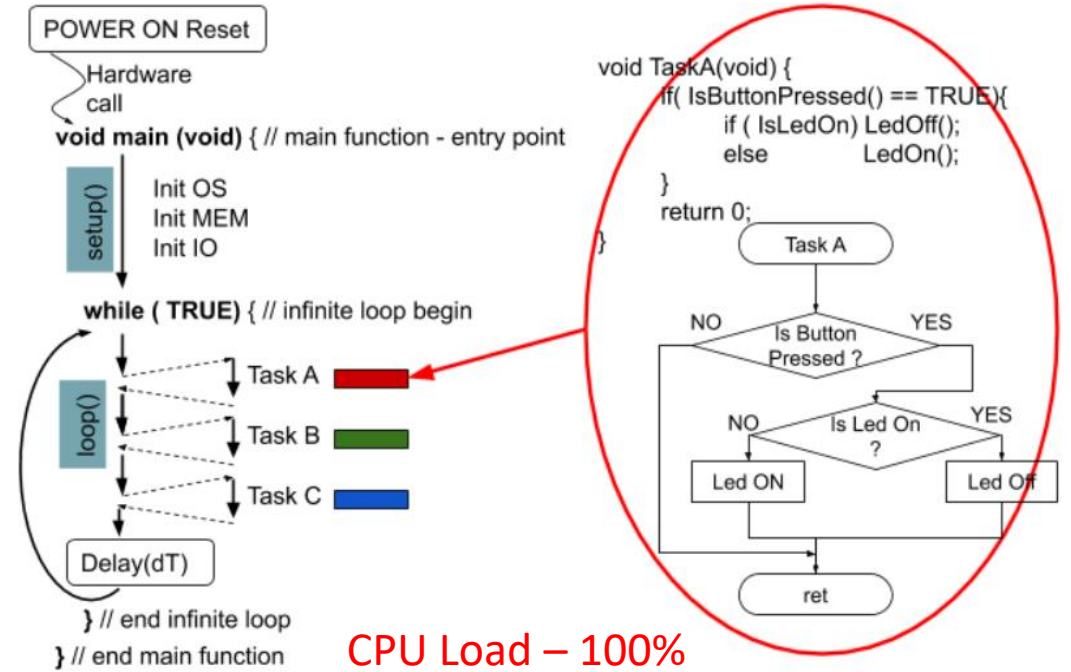 POWER ON Reset
Hardware
call
void main (void) { // main function - entry point
setup()
Init OS
Init MEM
Init IO
while ( TRUE) { // infinite loop begin
loop()
Task A
Task B
Task C
Delay(dT)
} // end infinite loop
} // end main function
CPU Load – 100%
void TaskA(void) {
if( IsButtonPressed() == TRUE){
if ( IsLedOn) LedOff();
else LedOn();
}
return 0;
}
Task A
NO
Is Button
Pressed ?
YES
NO
Is Led On
?
YES
Led ON
Led Off
ret